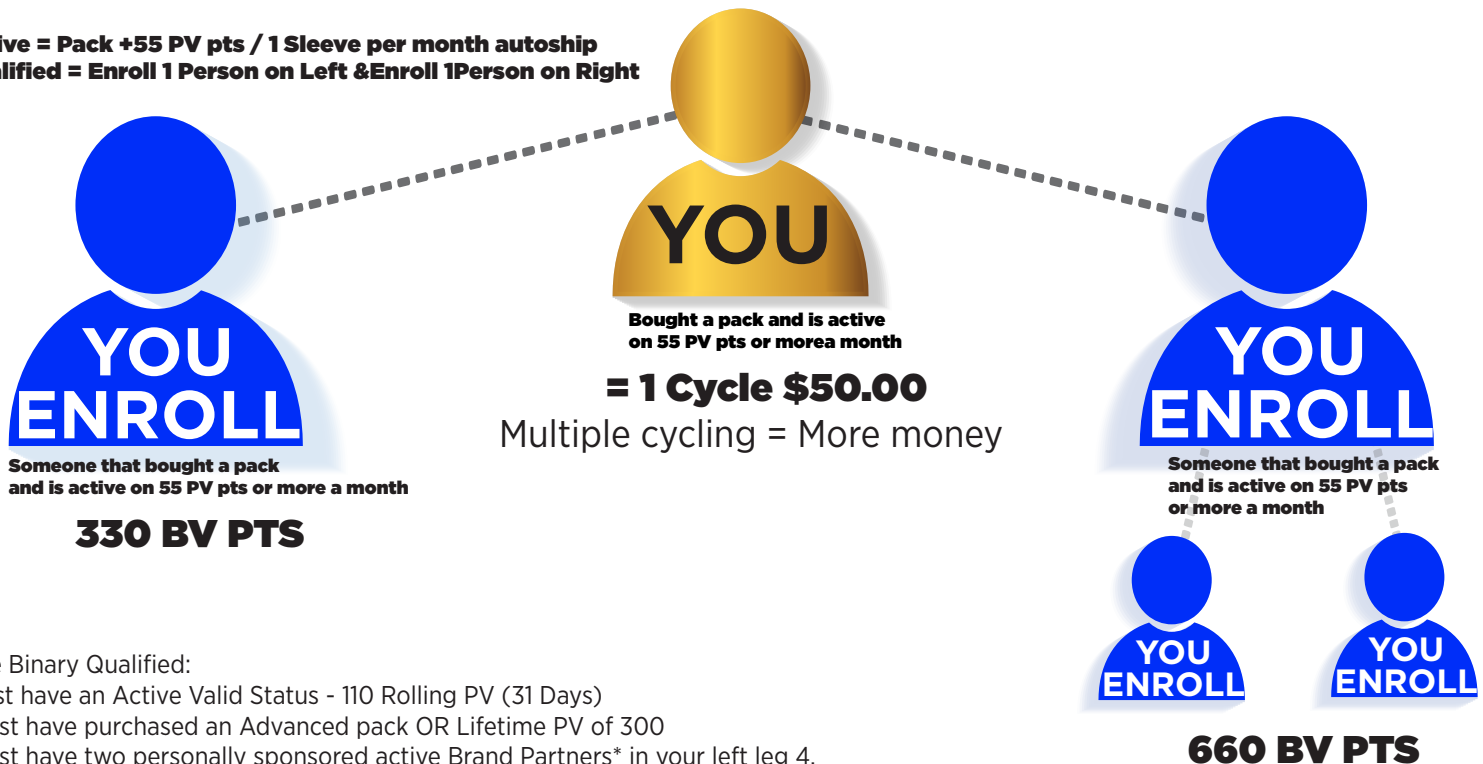 ive = Pack +55 PV pts / 1 Sleeve per month autoship
alified = Enroll 1 Person on Left &Enroll 1Person on Right
YOU
Bought a pack and is active
on 55 PV pts or morea month
= 1 Cycle $50.00
Multiple cycling = More money
YOU
ENROLL
Someone that bought a pack
and is active on 55 PV pts or more a month
330 BV PTS
YOU
ENROLL
Someone that bought a pack
and is active on 55 PV pts
or more a month
YOU
ENROLL
YOU
ENROLL
660 BV PTS
e Binary Qualified:
st have an Active Valid Status - 110 Rolling PV (31 Days)
st have purchased an Advanced pack OR Lifetime PV of 300
st have two personally sponsored active Brand Partners* in your left leg 4.